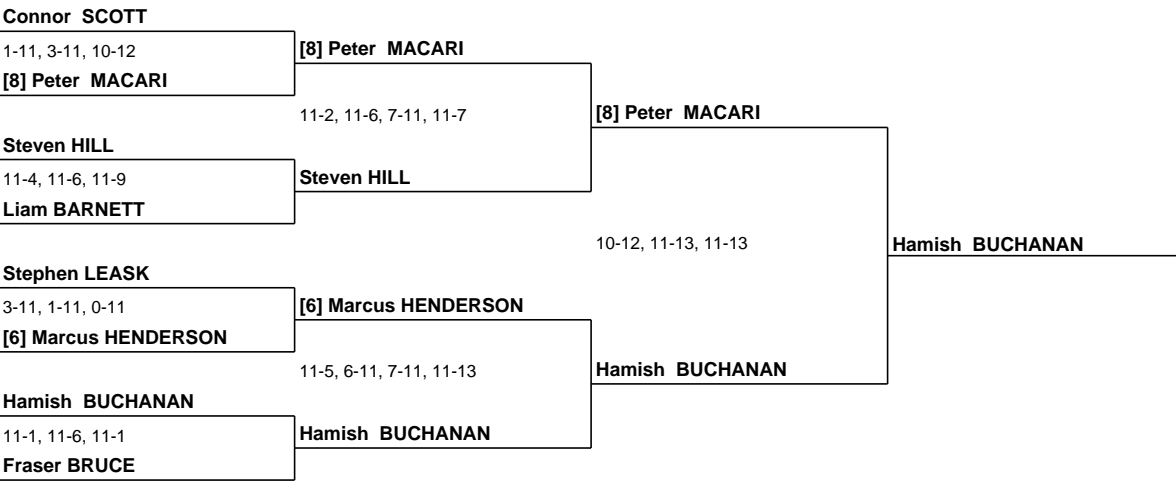 Connor SCOTT
1-11, 3-11, 10-12
[8] Peter MACARI
[8] Peter MACARI
11-2, 11-6, 7-11, 11-7
[8] Peter MACARI
Steven HILL
11-4, 11-6, 11-9
Steven HILL
Liam BARNETT
10-12, 11-13, 11-13
Hamish BUCHANAN
Stephen LEASK
3-11, 1-11, 0-11
[6] Marcus HENDERSON
[6] Marcus HENDERSON
11-5, 6-11, 7-11, 11-13
Hamish BUCHANAN
Hamish BUCHANAN
11-1, 11-6, 11-1
Hamish BUCHANAN
Fraser BRUCE